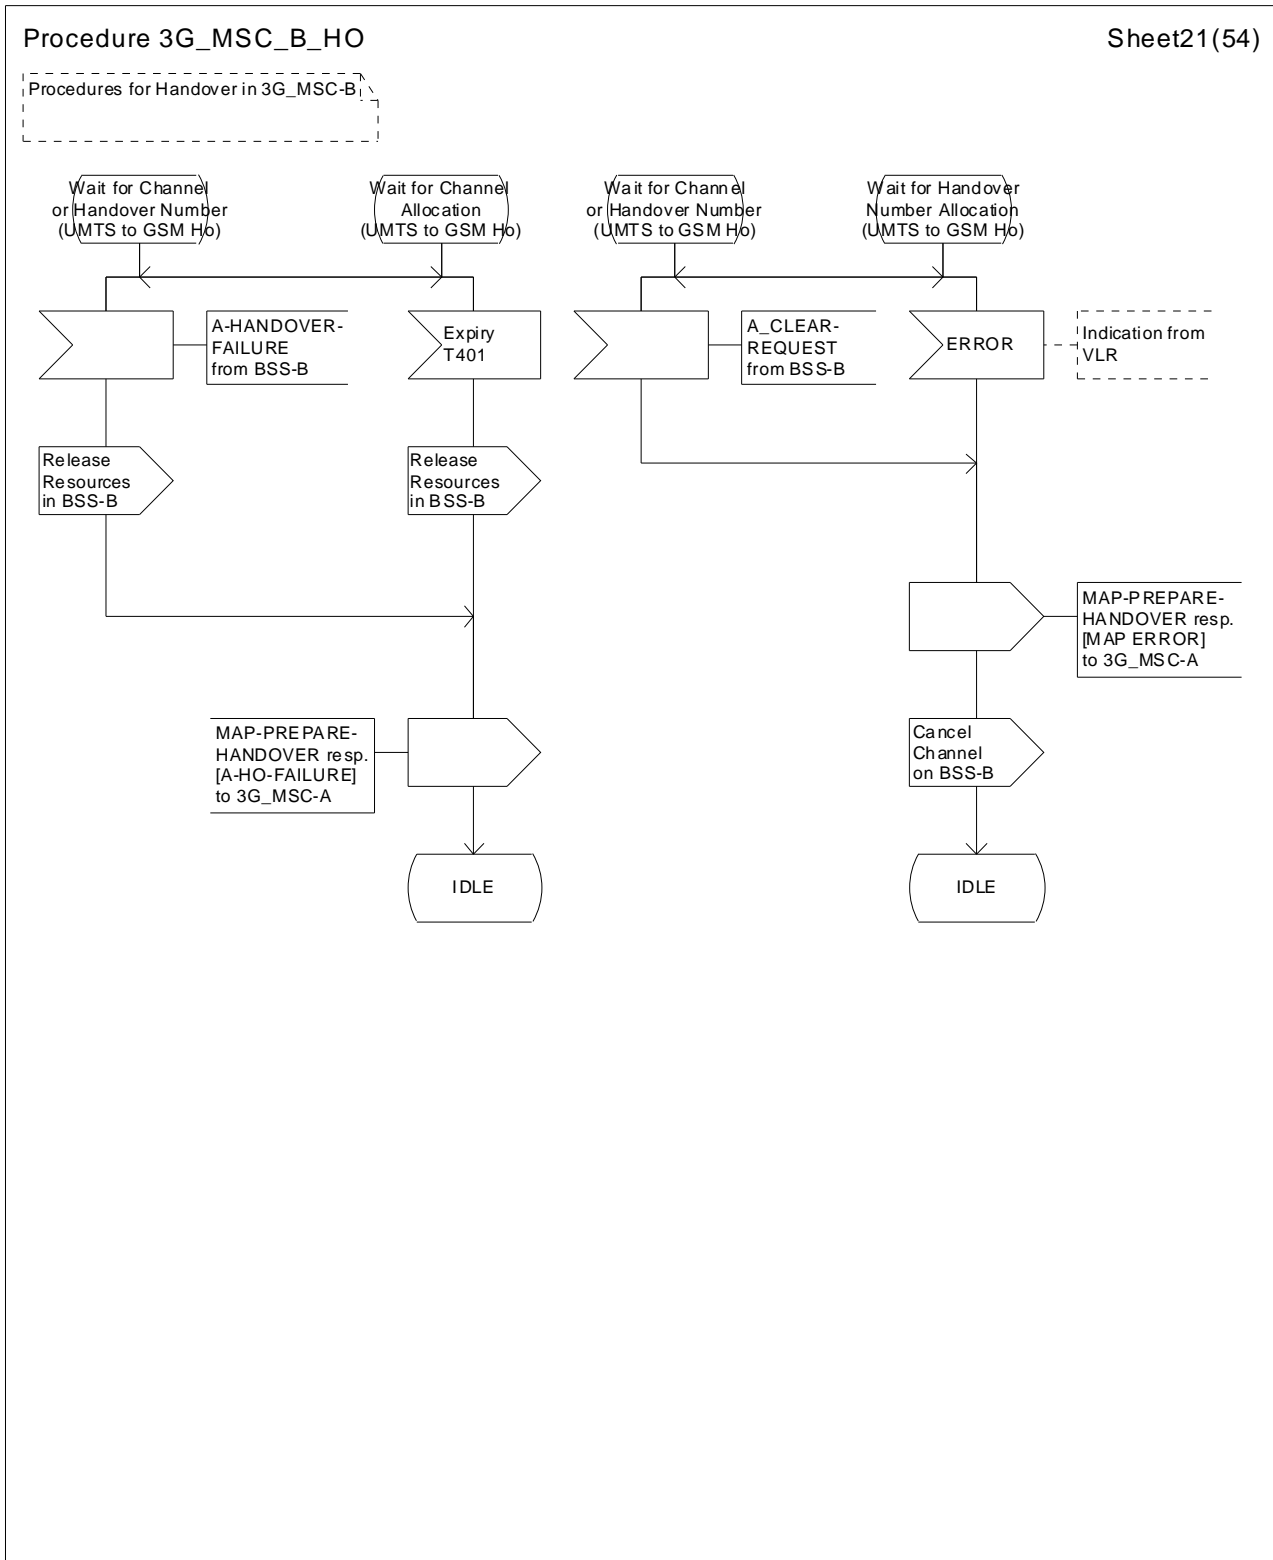 Procedure 3G_MSC_B_HO
Sheet21(54)
Procedures for Handover in 3G_MSC-B
Wait for Channel
or Handover Number
(UMTS to GSM Ho)
Wait for Channel
Allocation
(UMTS to GSM Ho)
Wait for Channel
or Handover Number
(UMTS to GSM Ho)
Wait for Handover
Number Allocation
(UMTS to GSM Ho)
A-HANDOVER-
FAILURE
from BSS-B
Expiry
T401
A_CLEAR-
REQUEST
from BSS-B
ERROR
Indication from
VLR
Release
Resources
in BSS-B
Release
Resources
in BSS-B
MAP-PREPARE-
HANDOVER resp.
[MAP ERROR]
to 3G_MSC-A
MAP-PREPARE-
HANDOVER resp.
[A-HO-FAILURE]
to 3G_MSC-A
Cancel
Channel
on BSS-B
IDLE
IDLE